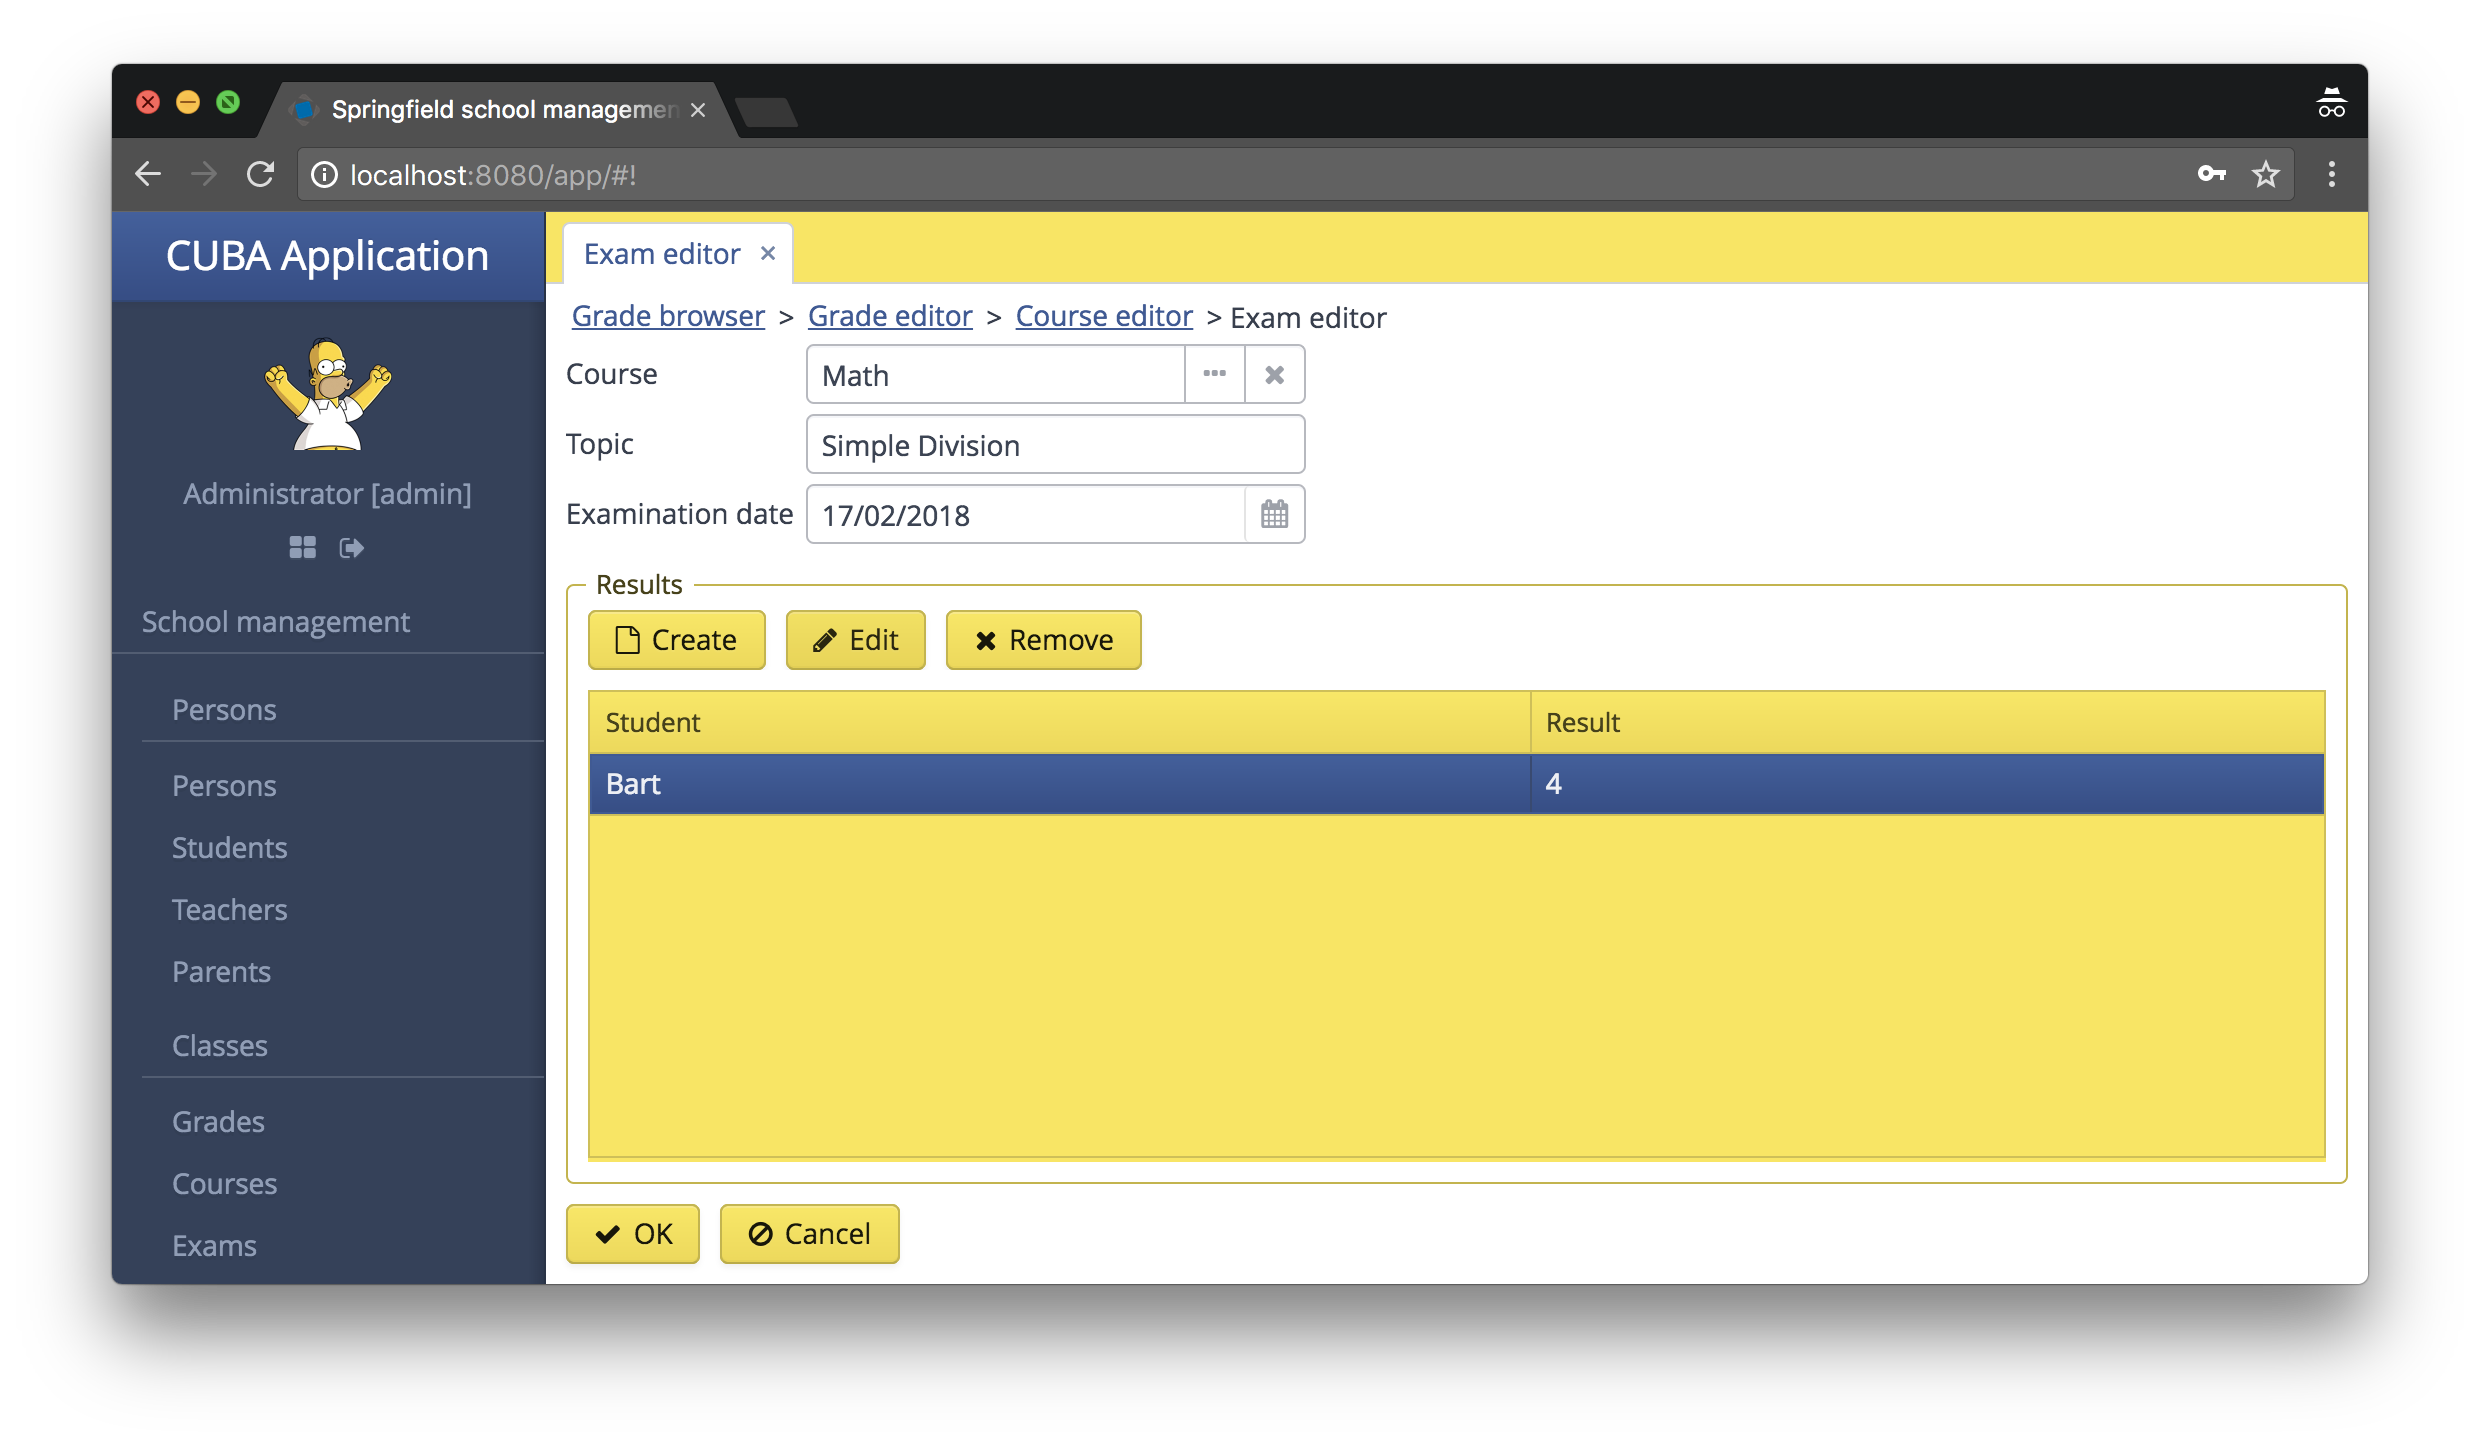 Springfield school managemen
localhost:8080/app/#!
CUBA Application
Administrator [admin]
School management
Persons
Persons
Students
Teachers
Parents
Classes
Grades
Courses
Exams
Exam editor
Grade browser > Grade editor > Course editor > Exam editor
Course Math
Topic Simple Division
Examination date 17/02/2018
Results
Create Edit Remove
Student Result
Bart 4
OK Cancel